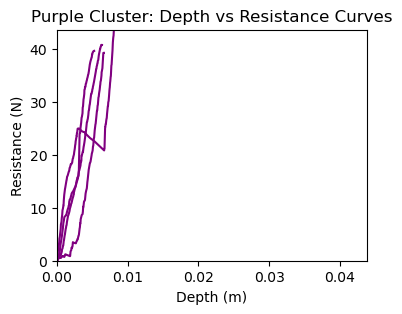 Purple Cluster: Depth vs Resistance Curves
Resistance (N)
40
30
20
10
0
0.00 0.01 0.02 0.03 0.04
Depth (m)